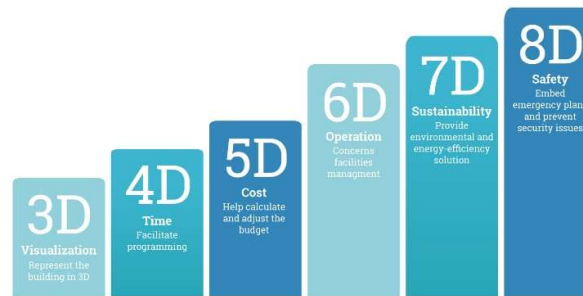 3D
Visualization
Represent the
building in 3D
4D
Time
Facilitate
programming
5D
Cost
Help calculate
and adjust the
budget
6D
Operation
Concerns
facilities
managment
7D
Sustainability
Provide
environmental and
energy-efficiency
solution
8D
Safety
Embed
emergency plan
and prevent
security issues